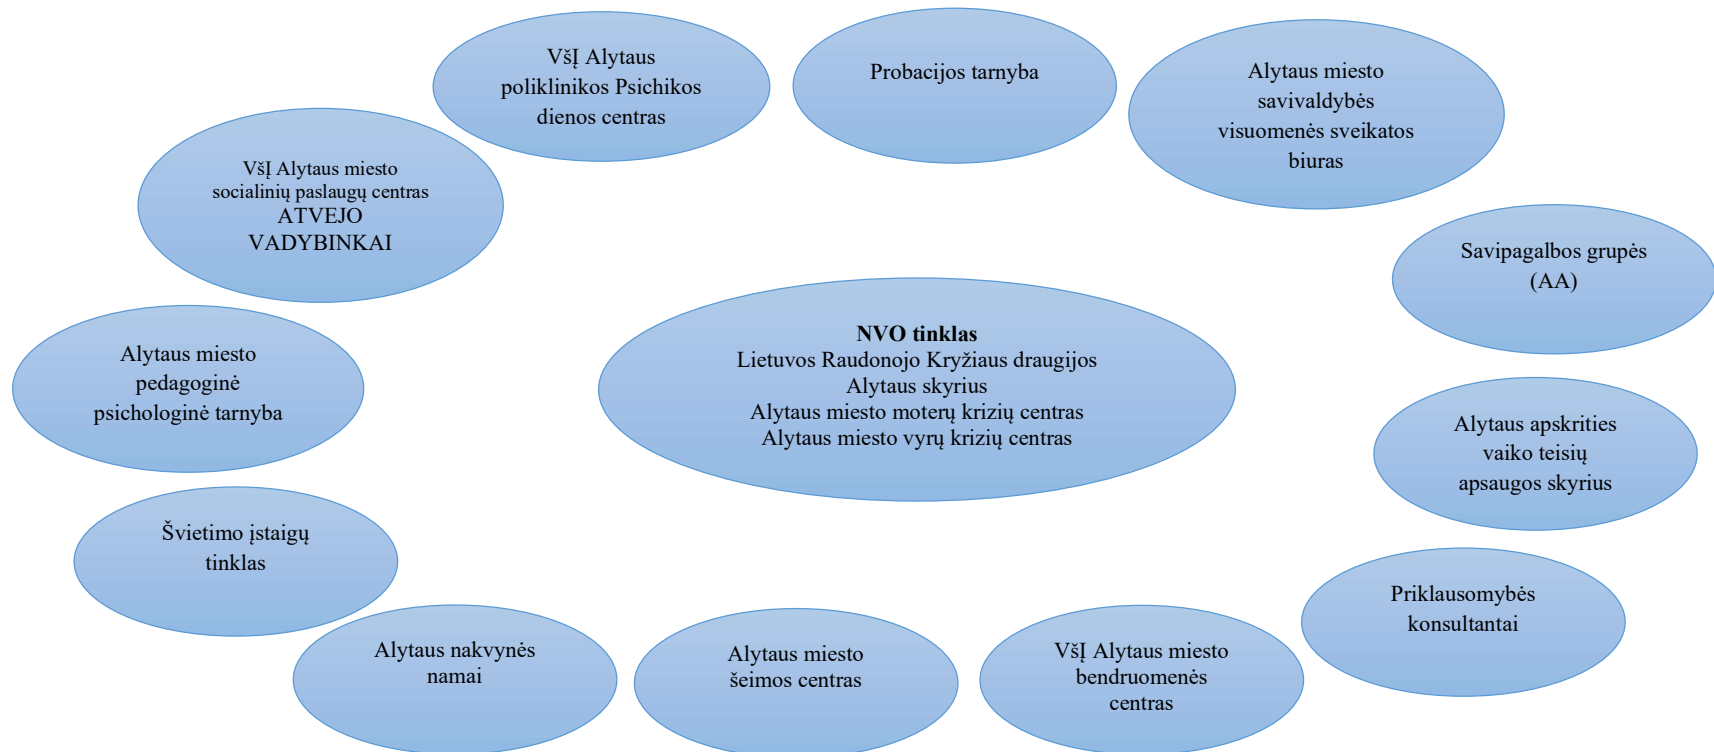 VšĮ Alytaus
poliklinikos Psichikos
dienos centras
Probacijos tarnyba
Alytaus miesto
savivaldybės
visuomenės sveikatos
biuras
VšĮ Alytaus miesto
socialinių paslaugų centras
ATVEJO
VADYBINKAI
Savipagalbos grupės
(AA)
NVO tinklas
Lietuvos Raudonojo Kryžiaus draugijos
Alytaus skyrius
Alytaus miesto moterų krizių centras
Alytaus miesto vyrų krizių centras
Alytaus miesto
pedagoginė
psichologinė tarnyba
Alytaus apskrities
vaiko teisių
apsaugos skyrius
Švietimo įstaigų
tinklas
Priklausomybės
konsultantai
Alytaus nakvynės
namai
Alytaus miesto
šeimos centras
VšĮ Alytaus miesto
bendruomenės
centras